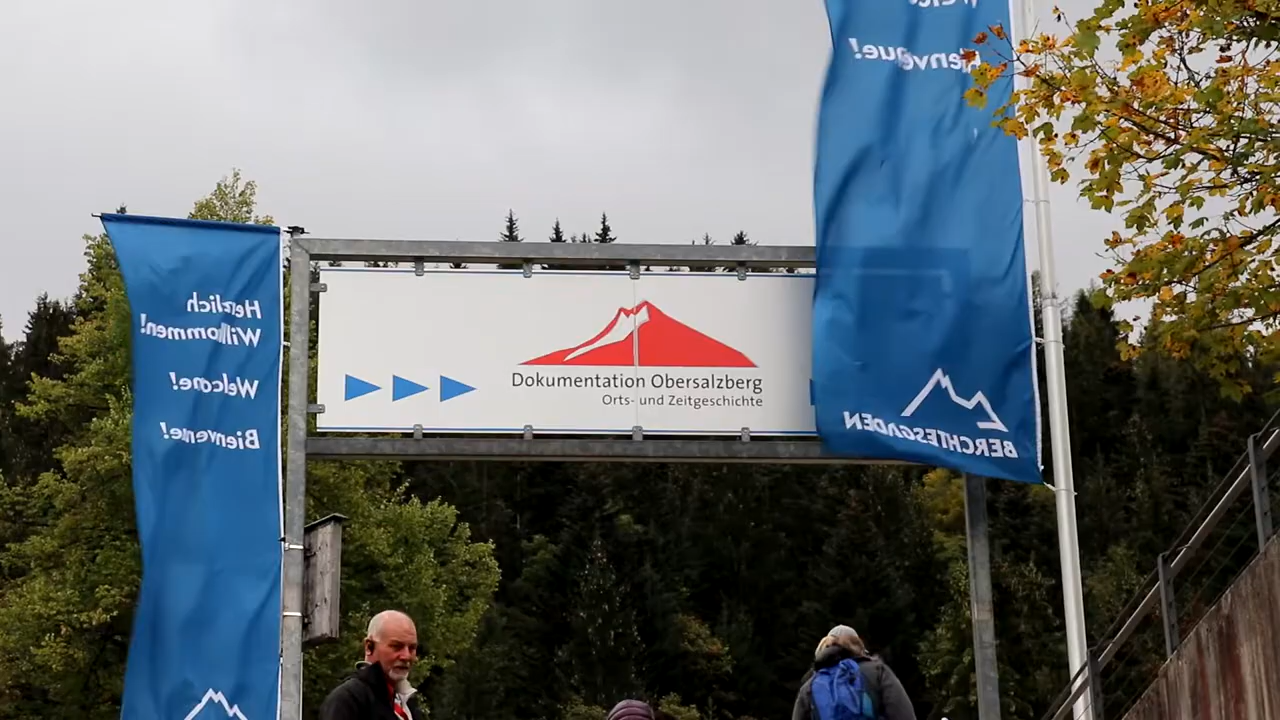 Herzlich
Willkommen!
Welcome!
Bienvenue!
Dokumentation Obersalzberg
Orts- und Zeitgeschichte
Bienvenue!
BERCHTESGADEN